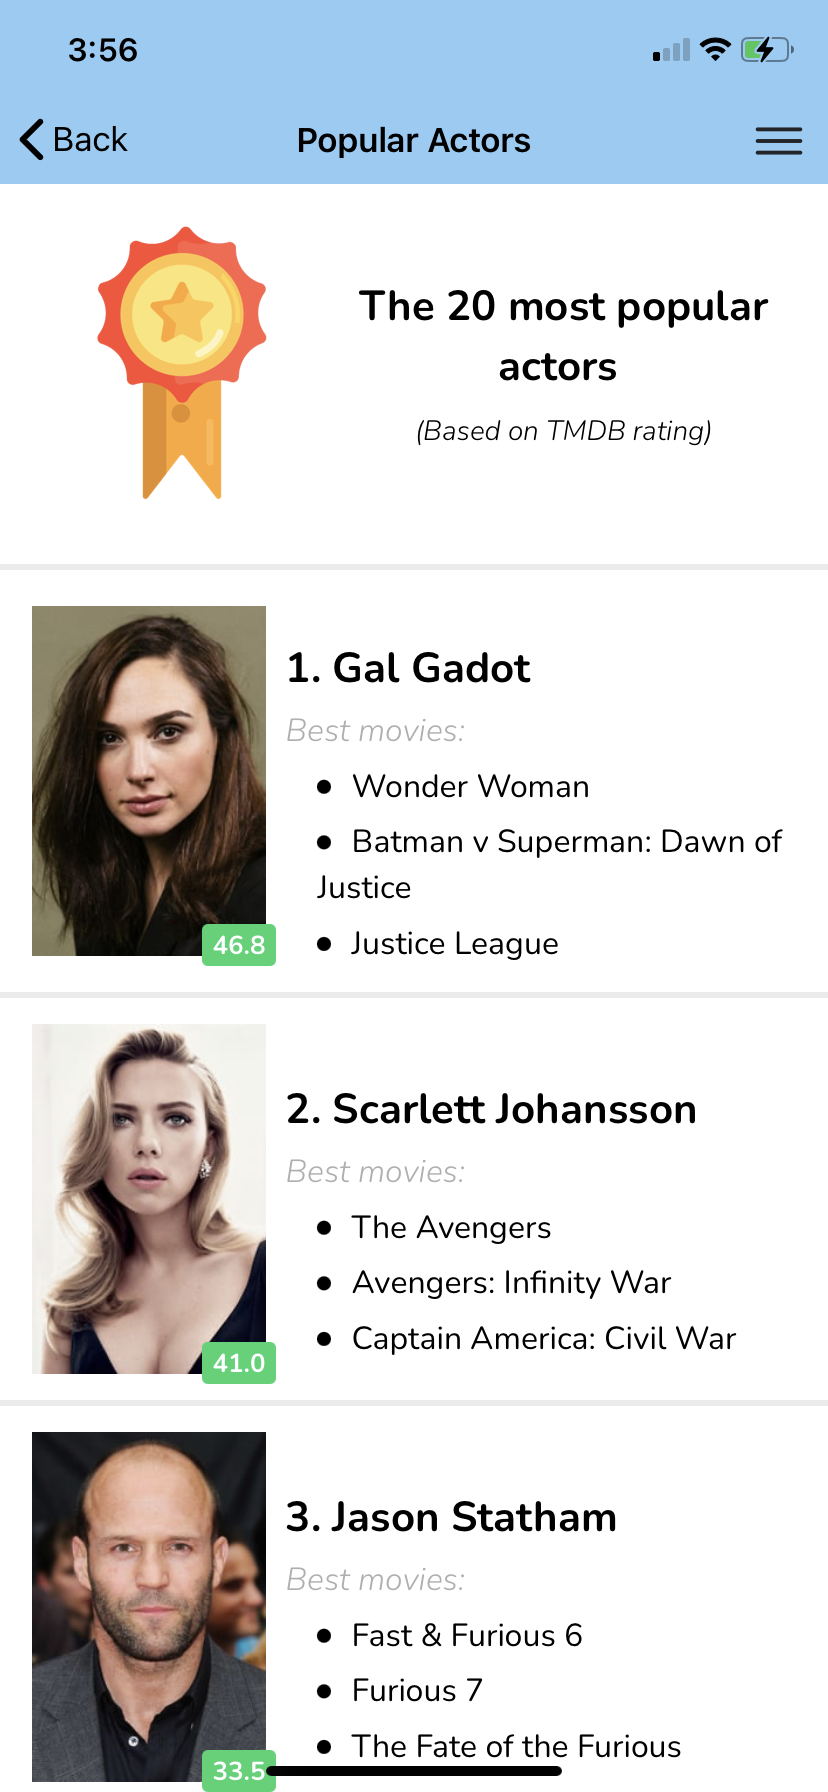 3:56
Back
Popular Actors
The 20 most popular
actors
(Based on TMDB rating)
1. Gal Gadot
Best movies:
● Wonder Woman
● Batman v Superman: Dawn of
Justice
● Justice League
46.8
2. Scarlett Johansson
Best movies:
● The Avengers
● Avengers: Infinity War
● Captain America: Civil War
41.0
3. Jason Statham
Best movies:
● Fast & Furious 6
● Furious 7
● The Fate of the Furious
33.5